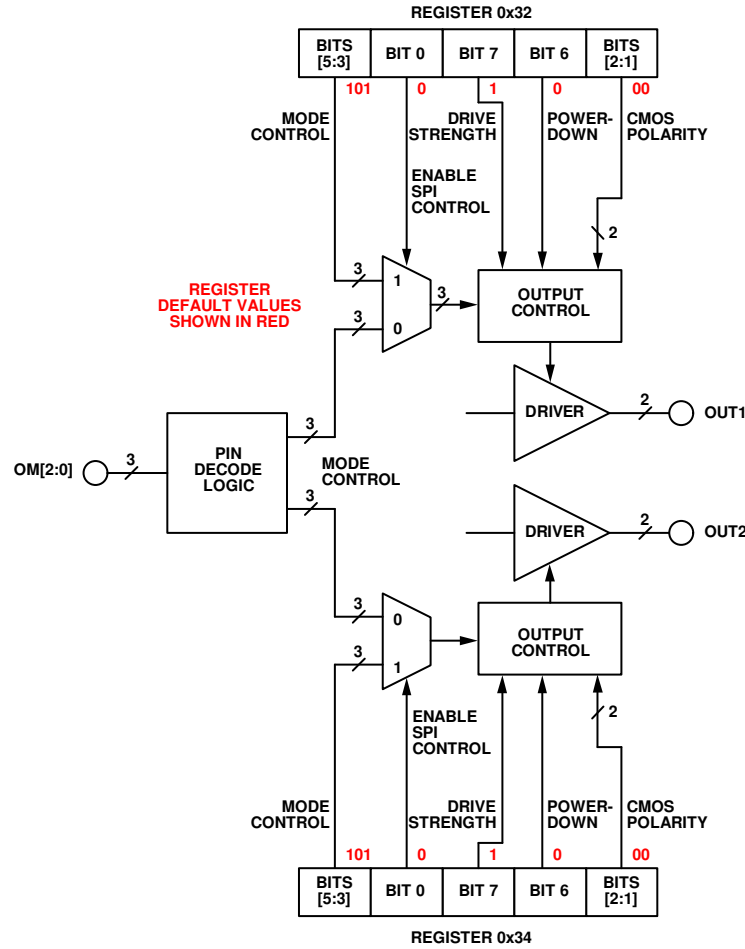 REGISTER 0x32
BITS
[5:3]
BIT 0
BIT 7
BIT 6
BITS
[2:1]
101
0
1
0
00
MODE
CONTROL
DRIVE
STRENGTH
POWER-
DOWN
CMOS
POLARITY
ENABLE
SPI
CONTROL
2
3
1
3
REGISTER
DEFAULT VALUES
SHOWN IN RED
3
0
OUTPUT
CONTROL
DRIVER
2
OUT1
3
OM[2:0]
3
PIN
DECODE
LOGIC
MODE
CONTROL
3
DRIVER
2
OUT2
3
0
3
1
OUTPUT
CONTROL
2
ENABLE
SPI
CONTROL
MODE
CONTROL
DRIVE
STRENGTH
POWER-
DOWN
CMOS
POLARITY
101
0
1
0
00
BITS
[5:3]
BIT 0
BIT 7
BIT 6
BITS
[2:1]
REGISTER 0x34